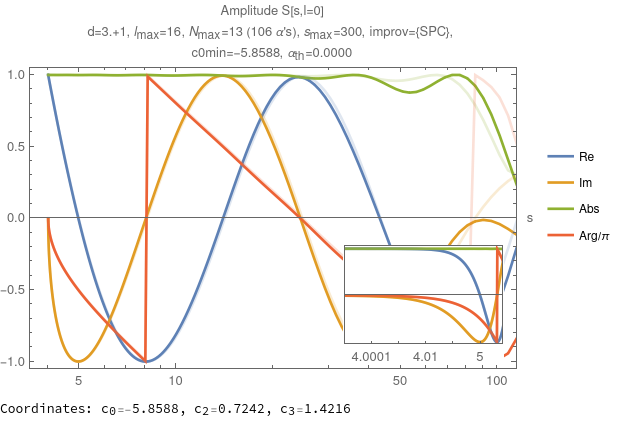 Amplitude S[s,l=0]
d=3.+1, lmax=16, Nmax=13 (106 α's), smax=300, improv={SPC},
c0min=−5.8588, αth=0.0000
1.0
0.5
0.0
−0.5
−1.0
s
4.0001 4.01 5
5 10 50 100
Re
Im
Abs
Arg/π
Coordinates: c0=−5.8588, c2=0.7242, c3=1.4216